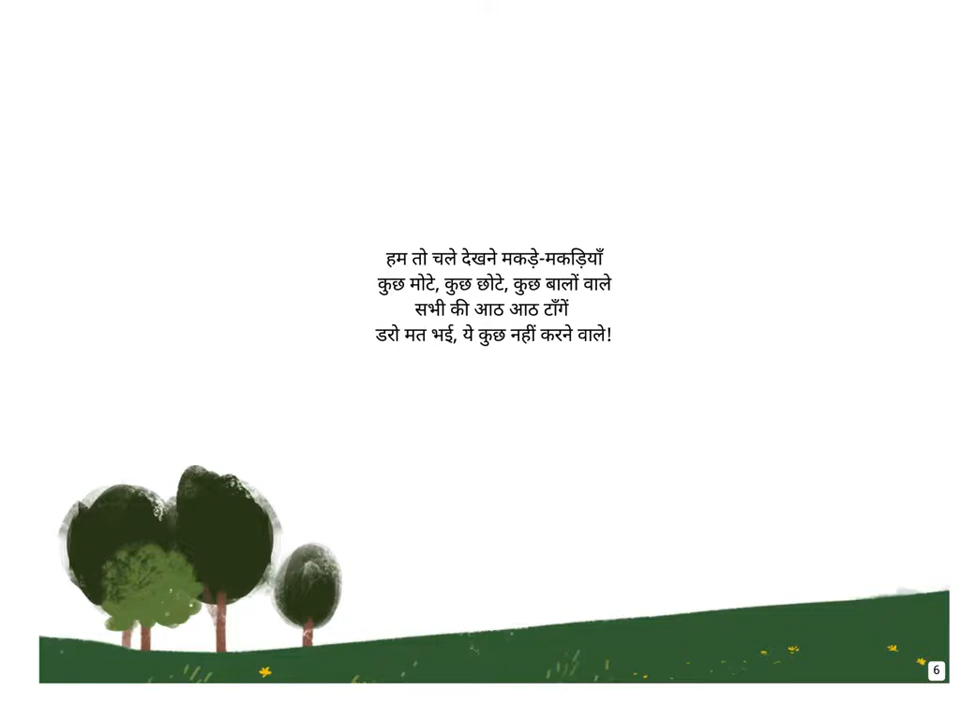 हम तो चले देखने मकड़े-मकड़ियाँ
कुछ मोटे, कुछ छोटे, कुछ बालों वाले
सभी की आठ आठ टाँगें
डरो मत भई, ये कुछ नहीं करने वाले!
6